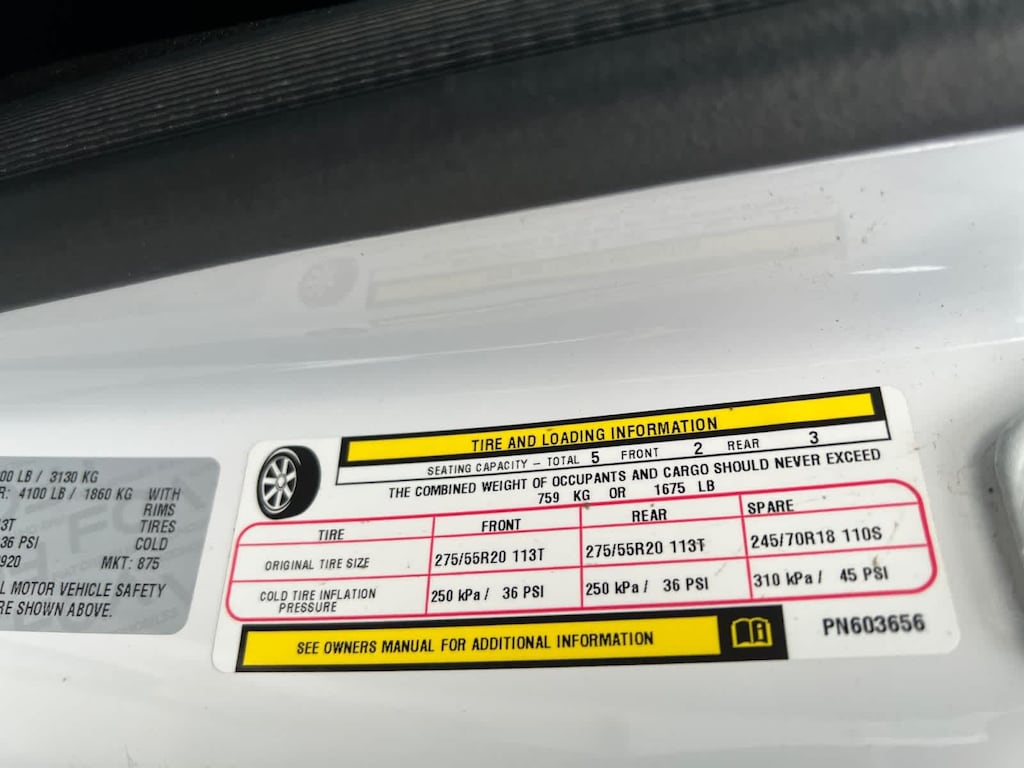 00 LB / 3130 KG
R: 4100 LB / 1860 KG WITH
RIMS
3T TIRES
36 PSI COLD
920 MKT: 875
L MOTOR VEHICLE SAFETY
RE SHOWN ABOVE.
TIRE AND LOADING INFORMATION
SEATING CAPACITY – TOTAL 5 FRONT 2 REAR 3
THE COMBINED WEIGHT OF OCCUPANTS AND CARGO SHOULD NEVER EXCEED
759 KG OR 1675 LB
TIRE FRONT REAR SPARE
ORIGINAL TIRE SIZE 275/55R20 113T 275/55R20 113T 245/70R18 110S
COLD TIRE INFLATION PRESSURE 250 kPa / 36 PSI 250 kPa / 36 PSI 310 kPa / 45 PSI
SEE OWNERS MANUAL FOR ADDITIONAL INFORMATION
PN603656